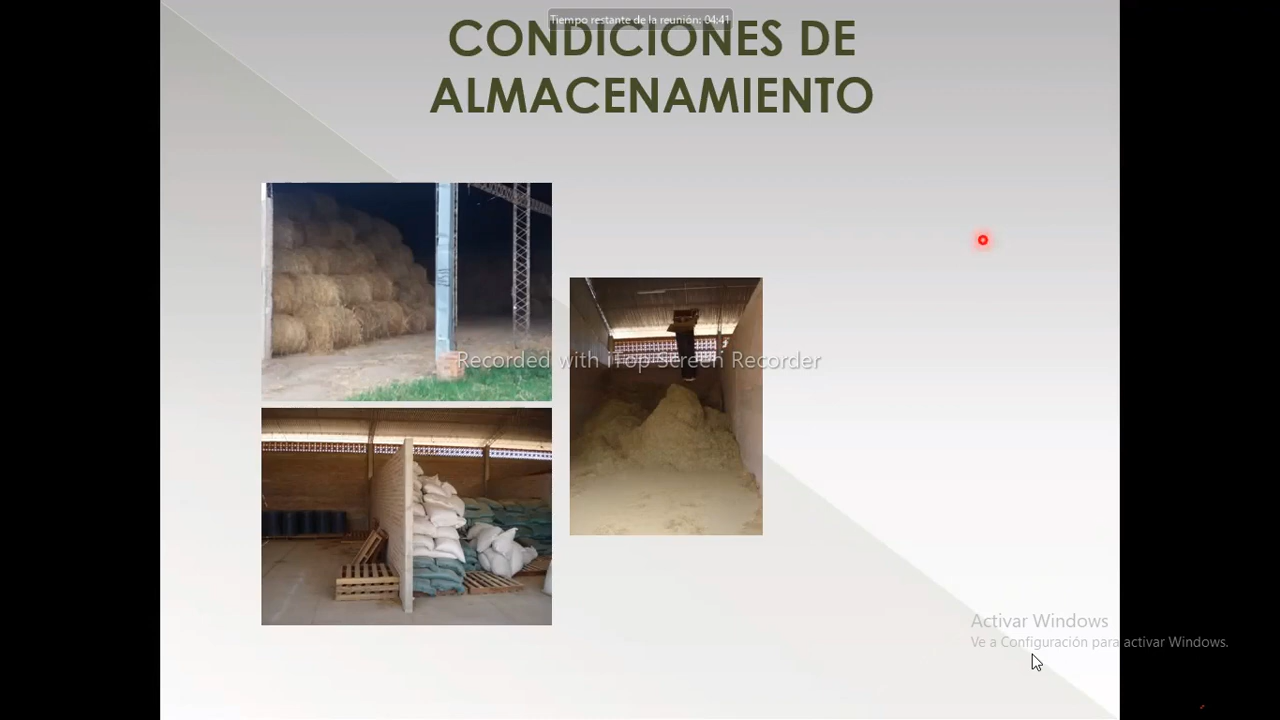 Tiempo restante de la reunión: 04:41
CONDICIONES DE
ALMACENAMIENTO
Recorded with iTop Screen Recorder
Activar Windows
Ve a Configuración para activar Windows.